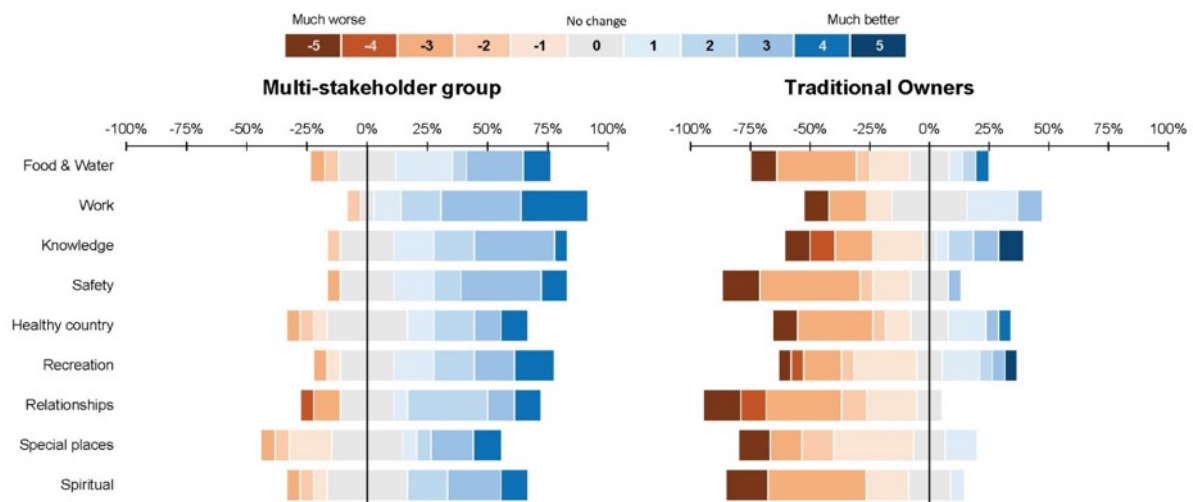 Much worse No change Much better
-5 -4 -3 -2 -1 0 1 2 3 4 5
Multi-stakeholder group Traditional Owners
-100% -75% -50% -25% 0% 25% 50% 75% 100% -100% -75% -50% -25% 0% 25% 50% 75% 100%
Food & Water
Work
Knowledge
Safety
Healthy country
Recreation
Relationships
Special places
Spiritual